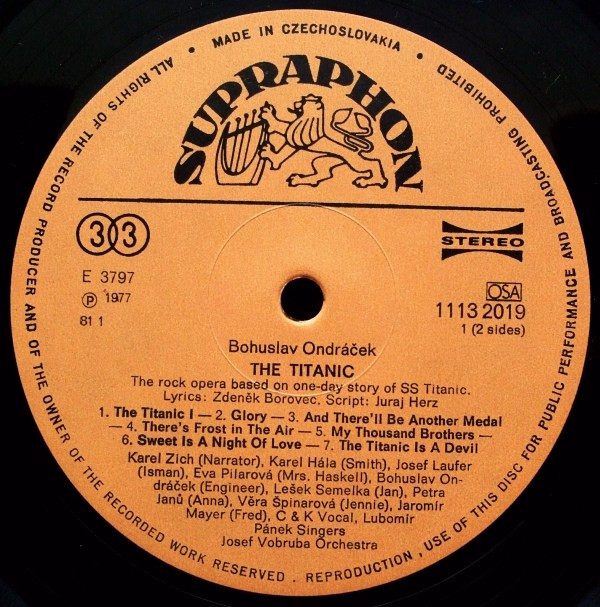 ALL RIGHTS OF THE RECORD PRODUCER AND OF THE OWNER OF THE RECORDED WORK RESERVED . REPRODUCTION, USE OF THIS DISC FOR PUBLIC PERFORMANCE AND BROADCASTING PROHIBITED
• MADE IN CZECHOSLOVAKIA •
SUPRAPHON
33
STEREO
E 3797
Ⓟ 1977
81 1
OSA
1113 2019
1 (2 sides)
Bohuslav Ondráček
THE TITANIC
The rock opera based on one-day story of SS Titanic.
Lyrics: Zdeněk Borovec. Script: Juraj Herz
1. The Titanic I — 2. Glory — 3. And There'll Be Another Medal
— 4. There's Frost in The Air — 5. My Thousand Brothers —
6. Sweet Is A Night Of Love — 7. The Titanic Is A Devil
Karel Zich (Narrator), Karel Hála (Smith), Josef Laufer
(Isman), Eva Pilarová (Mrs. Haskell), Bohuslav On-
dráček (Engineer), Lešek Semelka (Jan), Petra
Janů (Anna), Věra Špinarová (Jennie), Jaromír
Mayer (Fred), C & K Vocal, Lubomír
Pánek Singers
Josef Vobruba Orchestra